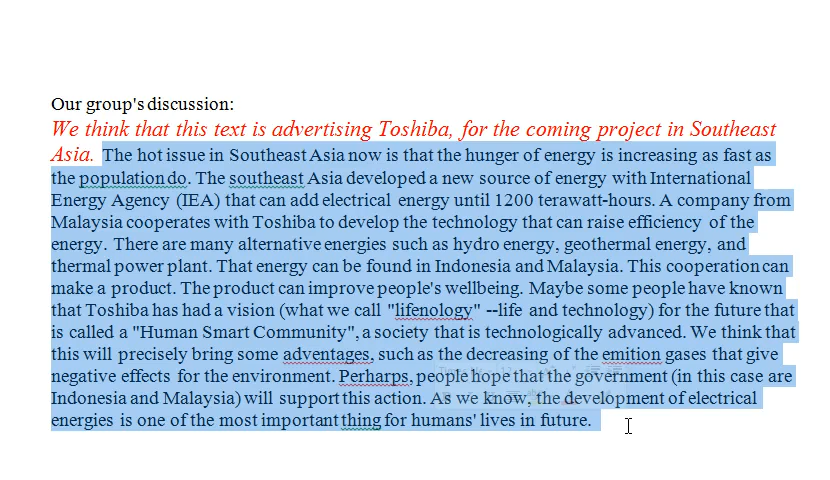 Our group's discussion:
We think that this text is advertising Toshiba, for the coming project in Southeast
Asia. The hot issue in Southeast Asia now is that the hunger of energy is increasing as fast as
the population do. The southeast Asia developed a new source of energy with International
Energy Agency (IEA) that can add electrical energy until 1200 terawatt-hours. A company from
Malaysia cooperates with Toshiba to develop the technology that can raise efficiency of the
energy. There are many alternative energies such as hydro energy, geothermal energy, and
thermal power plant. That energy can be found in Indonesia and Malaysia. This cooperation can
make a product. The product can improve people's wellbeing. Maybe some people have known
that Toshiba has had a vision (what we call "lifenology" --life and technology) for the future that
is called a "Human Smart Community", a society that is technologically advanced. We think that
this will precisely bring some adventages, such as the decreasing of the emition gases that give
negative effects for the environment. Perharps, people hope that the government (in this case are
Indonesia and Malaysia) will support this action. As we know, the development of electrical
energies is one of the most important thing for humans' lives in future.